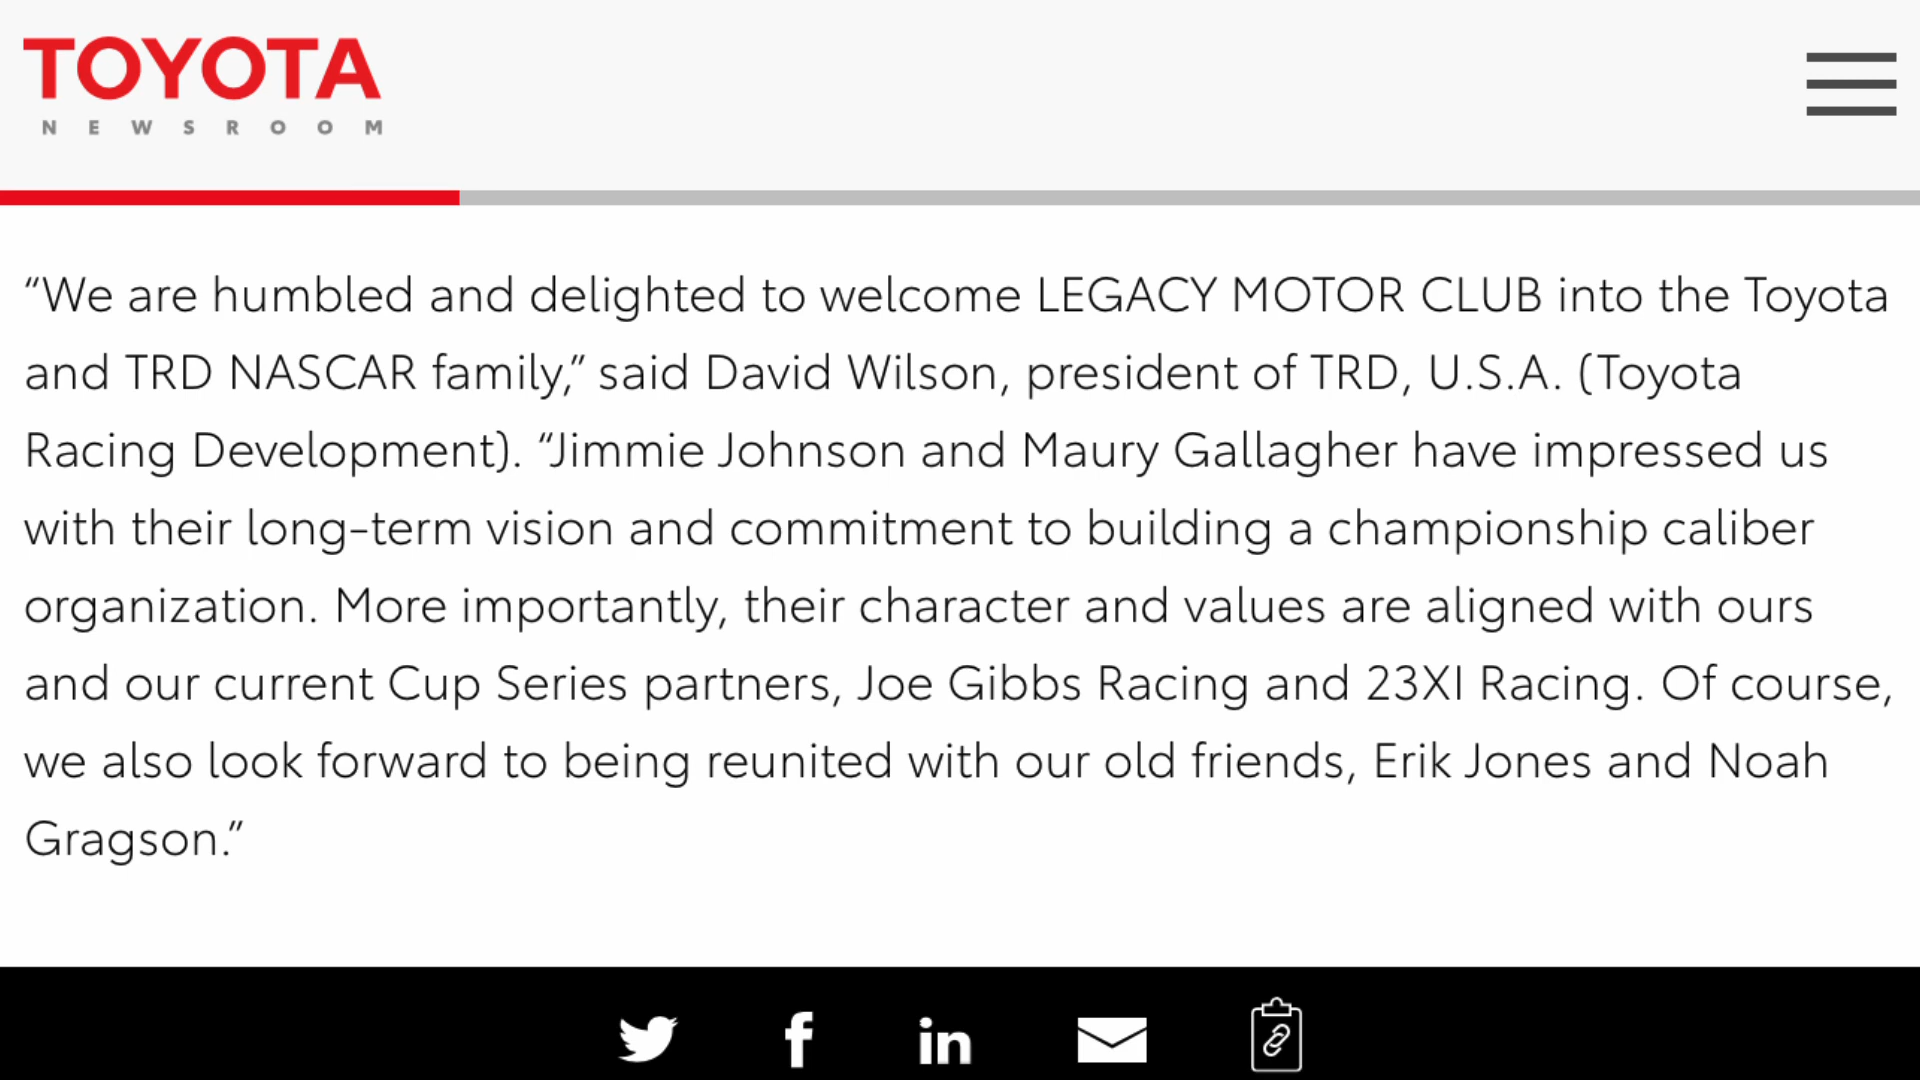 TOYOTA
NEWSROOM
“We are humbled and delighted to welcome LEGACY MOTOR CLUB into the Toyota
and TRD NASCAR family,” said David Wilson, president of TRD, U.S.A. (Toyota
Racing Development). “Jimmie Johnson and Maury Gallagher have impressed us
with their long-term vision and commitment to building a championship caliber
organization. More importantly, their character and values are aligned with ours
and our current Cup Series partners, Joe Gibbs Racing and 23XI Racing. Of course,
we also look forward to being reunited with our old friends, Erik Jones and Noah
Gragson.”